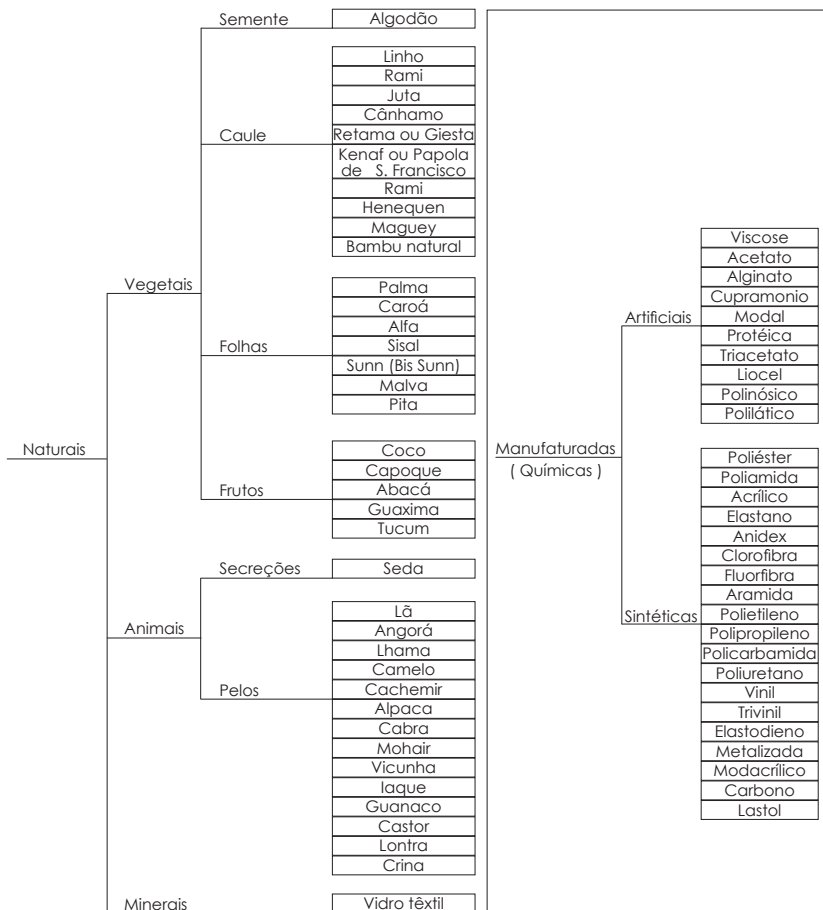 Naturais
Vegetais
Semente
Algodão
Caule
Linho
Rami
Juta
Cânhamo
Retama ou Giesta
Kenaf ou Papola
de S. Francisco
Rami
Henequen
Maguey
Bambu natural
Folhas
Palma
Caroá
Alfa
Sisal
Sunn (Bis Sunn)
Malva
Pita
Frutos
Coco
Capoque
Abacá
Guaxima
Tucum
Animais
Secreções
Seda
Pelos
Lã
Angorá
Lhama
Camelo
Cachemir
Alpaca
Cabra
Mohair
Vicunha
Iaque
Guanaco
Castor
Lontra
Crina
Minerais
Vidro têxtil
Manufaturadas
( Químicas )
Artificiais
Viscose
Acetato
Alginato
Cupramonio
Modal
Protéica
Triacetato
Liocel
Polinósico
Polilático
Sintéticas
Poliéster
Poliamida
Acrílico
Elastano
Anidex
Clorofibra
Fluorfibra
Aramida
Polietileno
Polipropileno
Policarbamida
Poliuretano
Vinil
Trivinil
Elastodieno
Metalizada
Modacrílico
Carbono
Lastol